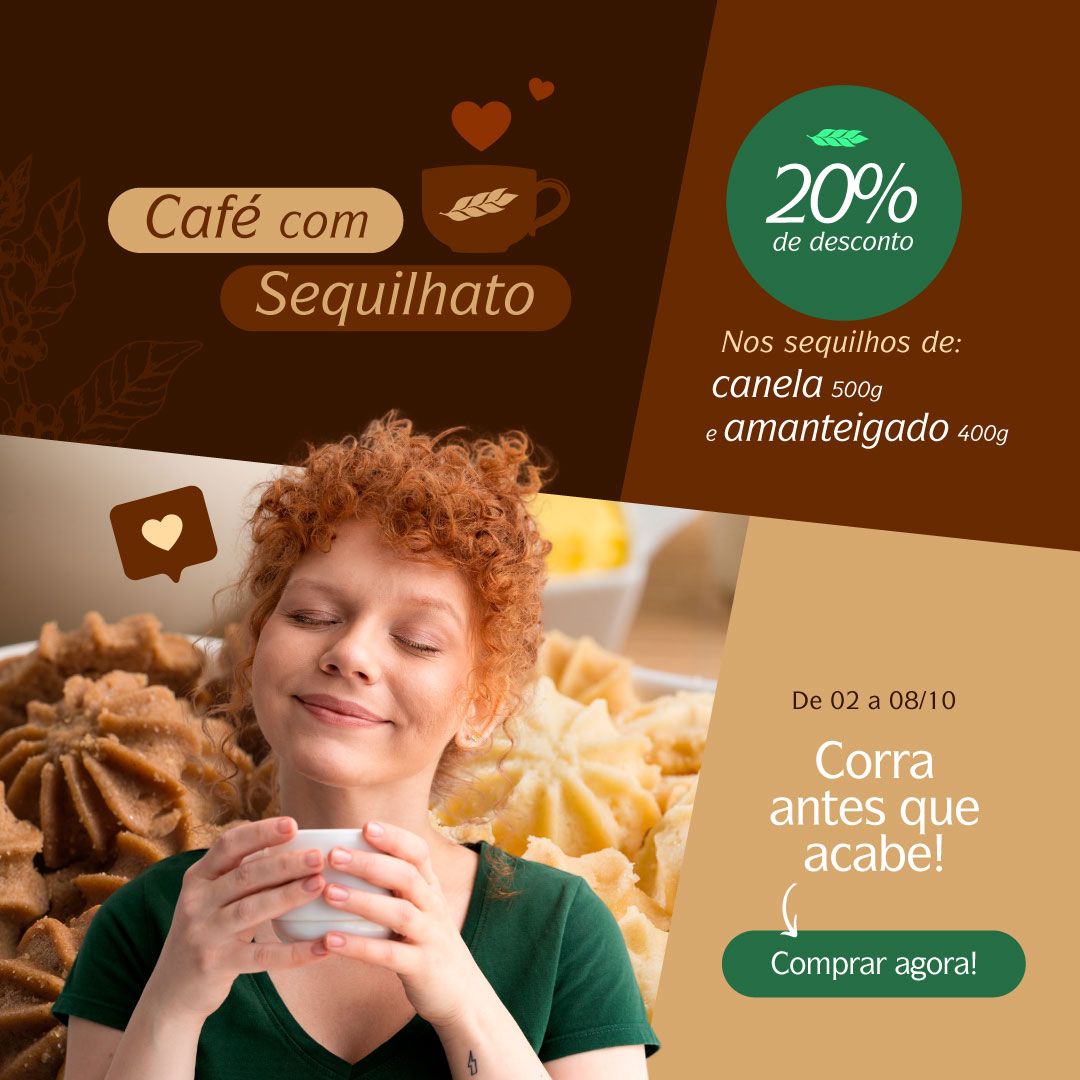 Café com
Sequilhato
20%
de desconto
Nos sequilhos de:
canela 500g
e amanteigado 400g
De 02 a 08/10
Corra
antes que
acabe!
Comprar agora!